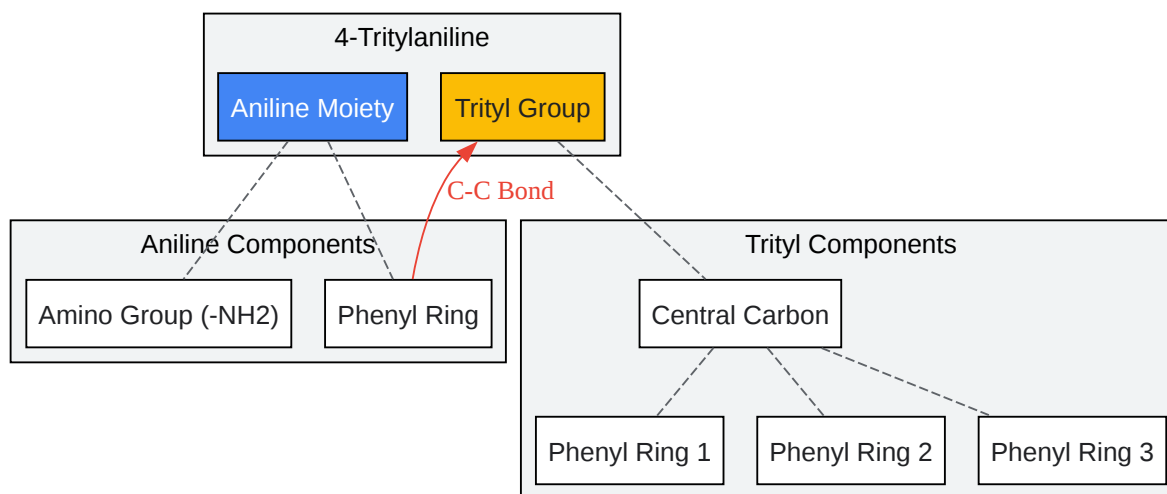 4-Tritylaniline
Aniline Moiety
Trityl Group
C-C Bond
Aniline Components
Trityl Components
Amino Group (-NH2)
Phenyl Ring
Central Carbon
Phenyl Ring 1
Phenyl Ring 2
Phenyl Ring 3